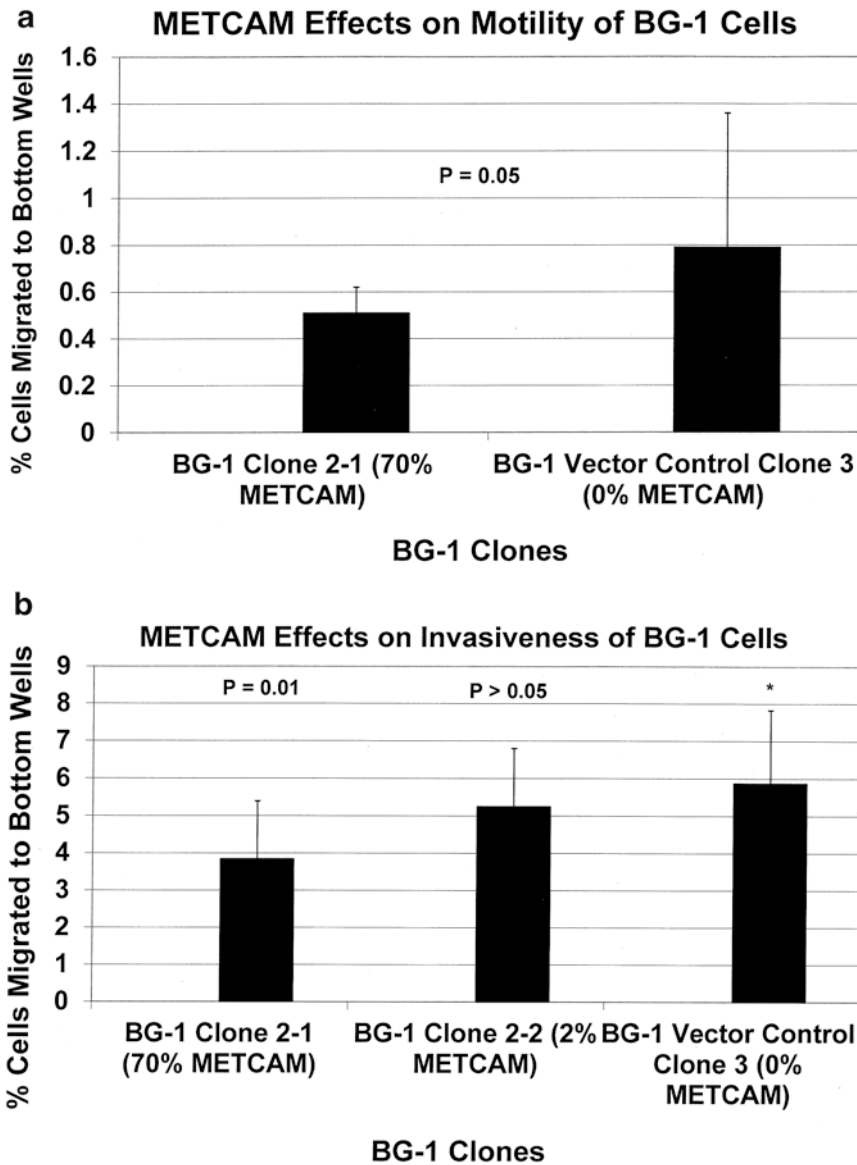 a
METCAM Effects on Motility of BG-1 Cells
% Cells Migrated to Bottom Wells
1.6
1.4
1.2
1
0.8
0.6
0.4
0.2
0
P = 0.05
BG-1 Clone 2-1 (70%
METCAM)
BG-1 Vector Control Clone 3
(0% METCAM)
BG-1 Clones
b
METCAM Effects on Invasiveness of BG-1 Cells
% Cells Migrated to Bottom Wells
9
8
7
6
5
4
3
2
1
0
P = 0.01
P > 0.05
*
BG-1 Clone 2-1
(70% METCAM)
BG-1 Clone 2-2 (2%
METCAM)
BG-1 Vector Control
Clone 3 (0%
METCAM)
BG-1 Clones